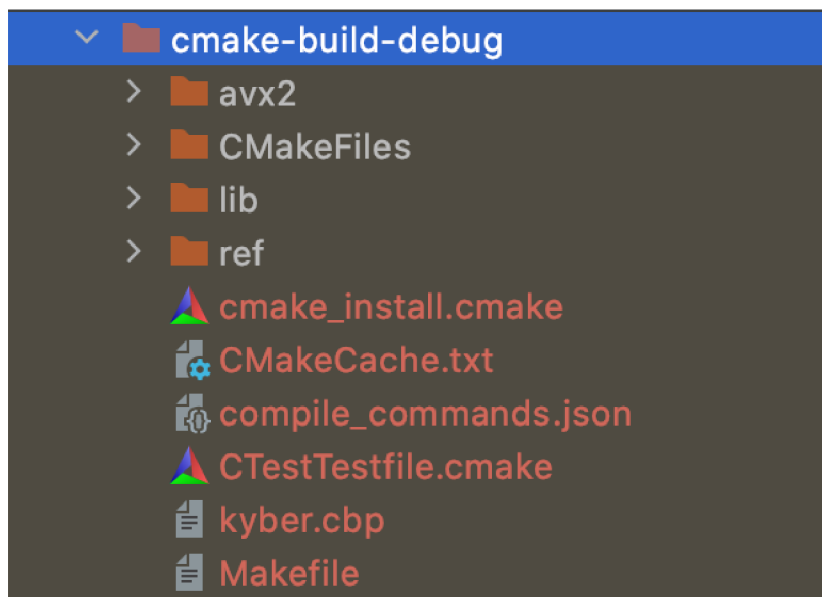 cmake-build-debug
avx2
CMakeFiles
lib
ref
cmake_install.cmake
CMakeCache.txt
compile_commands.json
CTestTestfile.cmake
kyber.cbp
Makefile